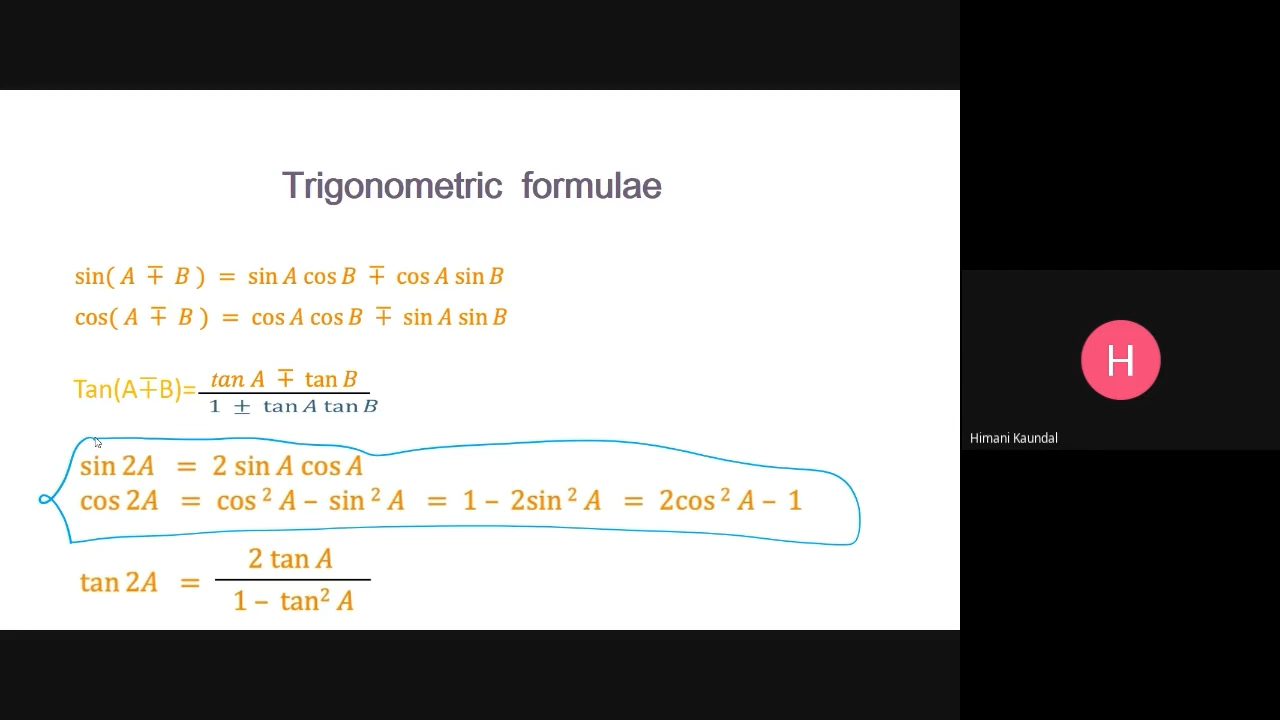 Trigonometric formulae
sin( A ∓ B ) = sin A cos B ∓ cos A sin B
cos( A ∓ B ) = cos A cos B ∓ sin A sin B
Tan(A∓B)= tan A ∓ tan B
1 ± tan A tan B
sin 2A = 2 sin A cos A
cos 2A = cos² A – sin² A = 1 – 2sin² A = 2cos² A – 1
tan 2A = 2 tan A
1 – tan² A
H
Himani Kaundal